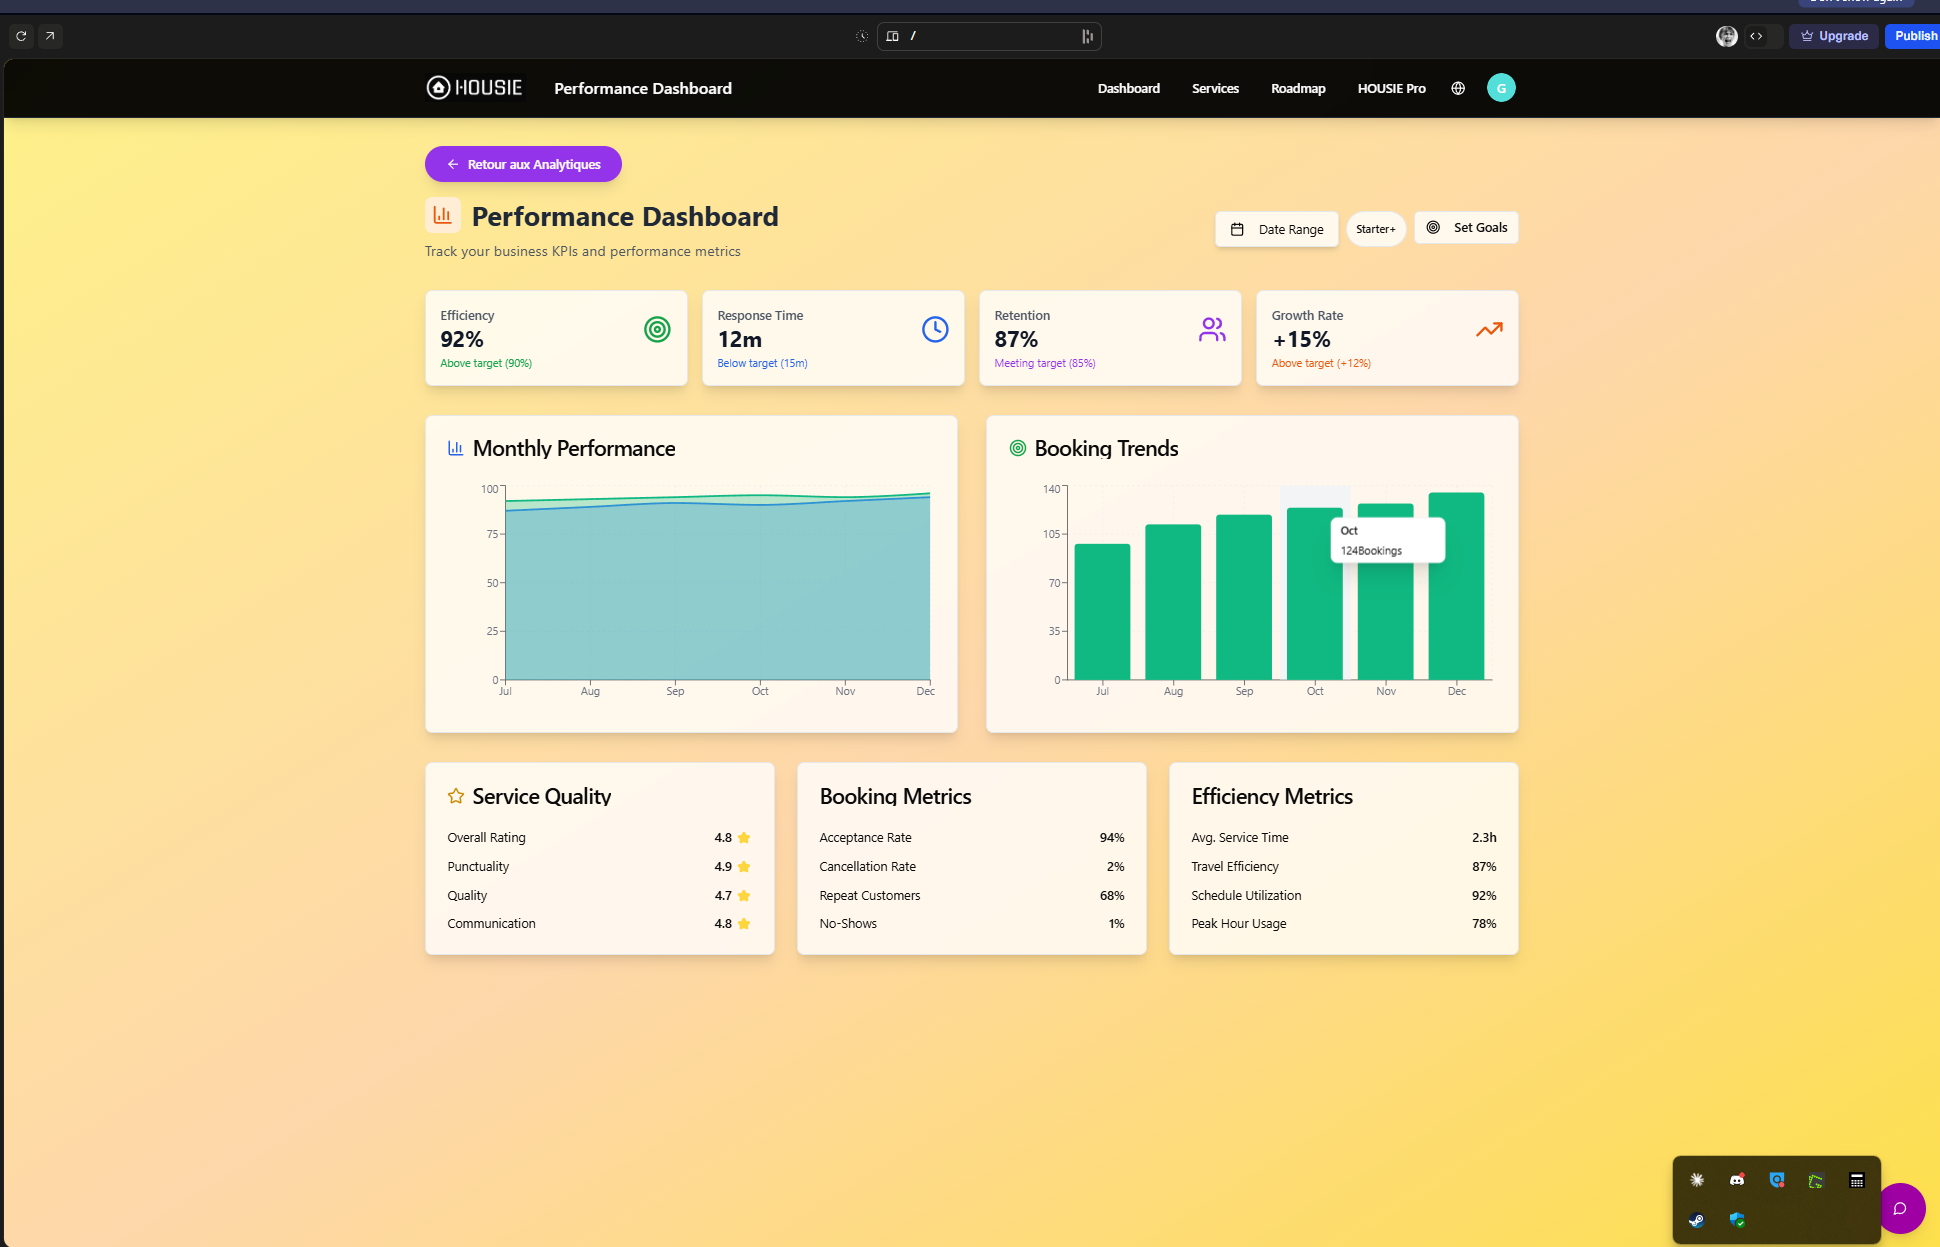 /
Upgrade
Publish
HOUSIE
Performance Dashboard
Dashboard
Services
Roadmap
HOUSIE Pro
G
Retour aux Analytiques
Performance Dashboard
Track your business KPIs and performance metrics
Date Range
Starter+
Set Goals
Efficiency
92%
Above target (90%)
Response Time
12m
Below target (15m)
Retention
87%
Meeting target (85%)
Growth Rate
+15%
Above target (+12%)
Monthly Performance
100
75
50
25
0
Jul
Aug
Sep
Oct
Nov
Dec
Booking Trends
140
105
70
35
0
Oct
124Bookings
Jul
Aug
Sep
Oct
Nov
Dec
Service Quality
Overall Rating 4.8
Punctuality 4.9
Quality 4.7
Communication 4.8
Booking Metrics
Acceptance Rate 94%
Cancellation Rate 2%
Repeat Customers 68%
No-Shows 1%
Efficiency Metrics
Avg. Service Time 2.3h
Travel Efficiency 87%
Schedule Utilization 92%
Peak Hour Usage 78%